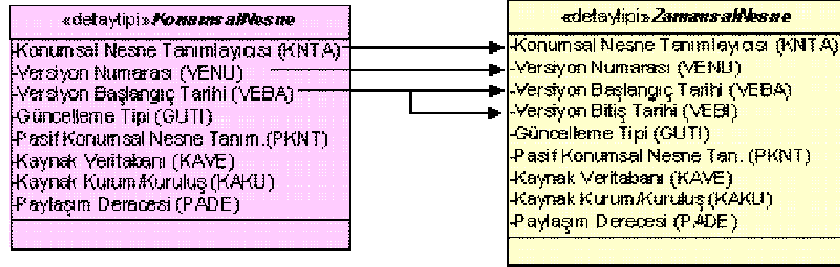 «detaytipi» KonumsalNesne
-Konumsal Nesne Tanımlayıcısı (KNTA)
-Versiyon Numarası (VENU)
-Versiyon Başlangıç Tarihi (VEBA)
-Güncelleme Tipi (GUTI)
-Pasif Konumsal Nesne Tanım.(PKNT)
-Kaynak Veritabanı (KAVE)
-Kaynak Kurum/Kuruluş (KAKU)
-Paylaşım Deracesi (PADE)
«detaytipi» ZamansalNesne
-Konumsal Nesne Tanımlayıcısı (KNTA)
-Versiyon Numarası (VENU)
-Versiyon Başlangıç Tarihi (VEBA)
-Versiyon Bitiş Tarihi (VEBI)
-Güncelleme Tipi (GUTI)
-Pasif Konumsal Nesne Tan. (PKNT)
-Kaynak Veritabanı (KAVE)
-Kaynak Kurum/Kuruluş (KAKU)
-Paylaşım Derecesi (PADE)